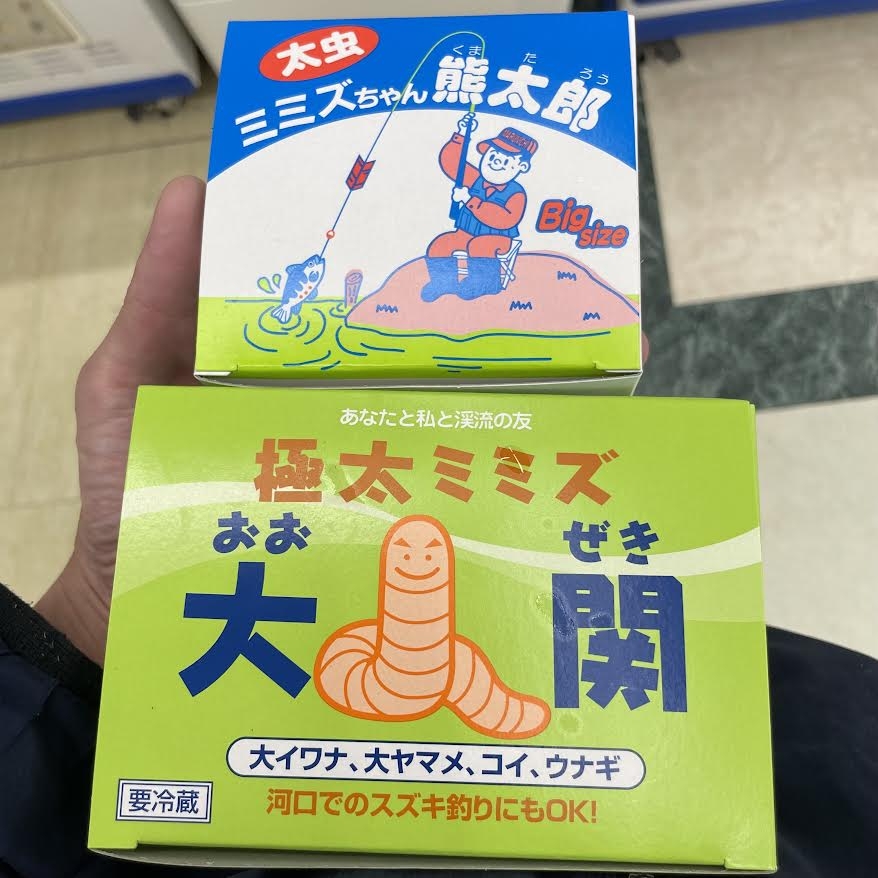 太虫
くま た ろう
ミミズちゃん 熊太郎
Big
size
あなたと私と渓流の友
極太ミミズ
おお ぜき
大 関
大イワナ、大ヤマメ、コイ、ウナギ
要冷蔵
河口でのスズキ釣りにもOK!